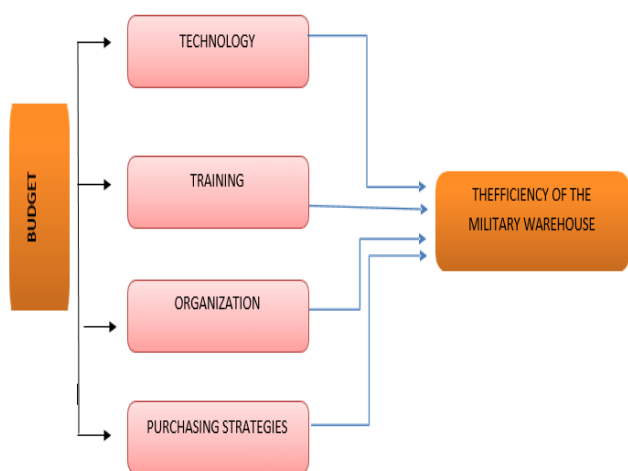 BUDGET
TECHNOLOGY
TRAINING
ORGANIZATION
PURCHASING STRATEGIES
THEFFICIENCY OF THE
MILITARY WAREHOUSE